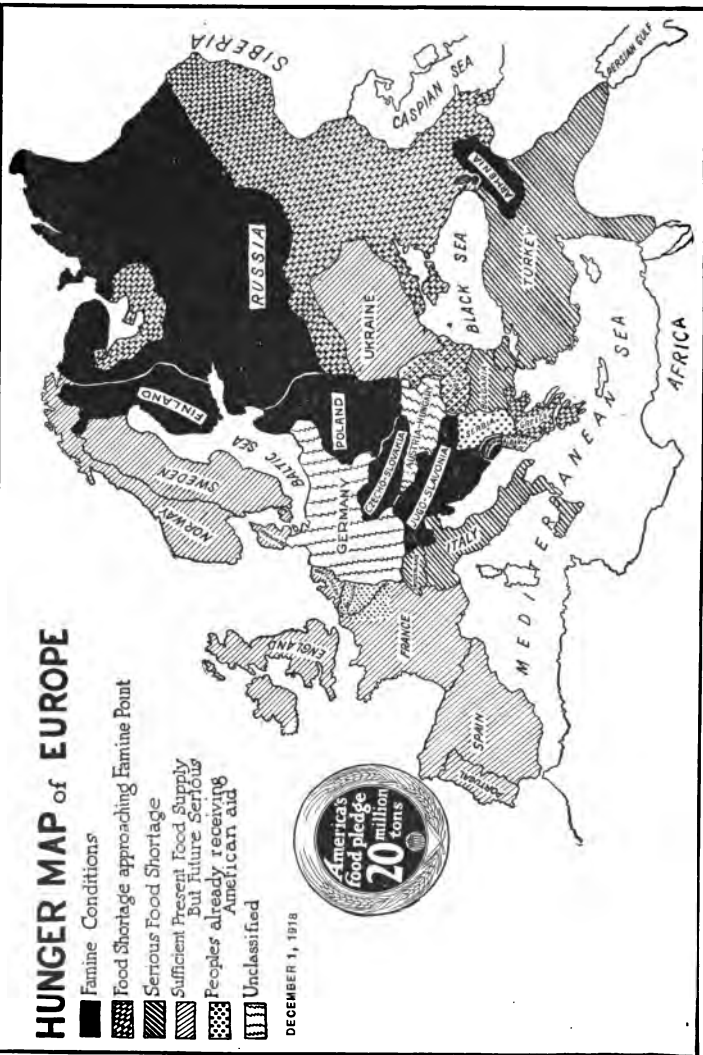 HUNGER MAP of EUROPE
Famine Conditions
Food Shortage approaching Famine Point
Serious Food Shortage
Sufficient Present Food Supply
But Future Serious
Peoples already receiving
American aid
Unclassified
DECEMBER 1, 1918
America's
food pledge
20 million
tons
SIBERIA
CASPIAN SEA
PERSIAN GULF
RUSSIA
ARMENIA
FINLAND
UKRAINE
BLACK SEA
TURKEY
SWEDEN
NORWAY
BALTIC SEA
POLAND
GERMANY
CZECHO-SLOVAKIA
AUSTRIA-HUNGARY
JUGO-SLAVONIA
ITALY
ENGLAND
FRANCE
SPAIN
PORTUGAL
MEDITERRANEAN SEA
AFRICA